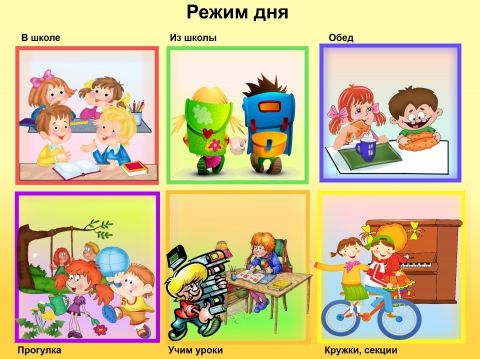 Режим дня
В школе
Из школы
Обед
Прогулка
Учим уроки
Кружки, секции